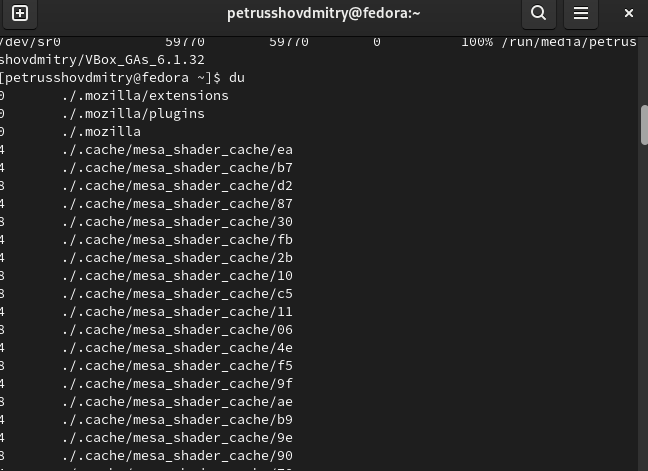 petrusshovdmitry@fedora:~
/dev/sr0 59770 59770 0 100% /run/media/petrus
shovdmitry/VBox_GAs_6.1.32
[petrusshovdmitry@fedora ~]$ du
0 ./.mozilla/extensions
0 ./.mozilla/plugins
0 ./.mozilla
4 ./.cache/mesa_shader_cache/ea
4 ./.cache/mesa_shader_cache/b7
8 ./.cache/mesa_shader_cache/d2
4 ./.cache/mesa_shader_cache/87
8 ./.cache/mesa_shader_cache/30
4 ./.cache/mesa_shader_cache/fb
4 ./.cache/mesa_shader_cache/2b
8 ./.cache/mesa_shader_cache/10
8 ./.cache/mesa_shader_cache/c5
4 ./.cache/mesa_shader_cache/11
8 ./.cache/mesa_shader_cache/06
4 ./.cache/mesa_shader_cache/4e
8 ./.cache/mesa_shader_cache/f5
4 ./.cache/mesa_shader_cache/9f
8 ./.cache/mesa_shader_cache/ae
4 ./.cache/mesa_shader_cache/b9
4 ./.cache/mesa_shader_cache/9e
8 ./.cache/mesa_shader_cache/90